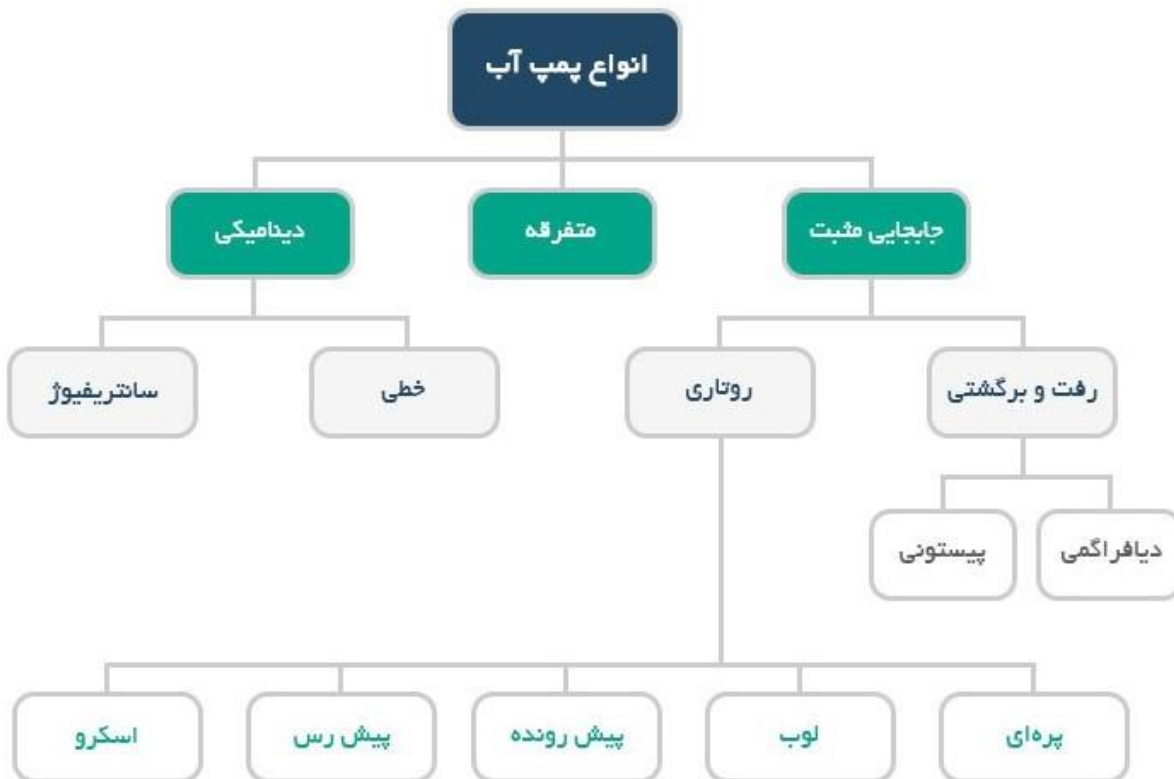 انواع پمپ آب
جابجایی مثبت
متفرقه
دینامیکی
رفت و برگشتی
روتاری
خطی
سانتریفیوژ
دیافراگمی
پیستونی
پره‌ای
لوب
پیش رونده
پیش رس
اسکرو